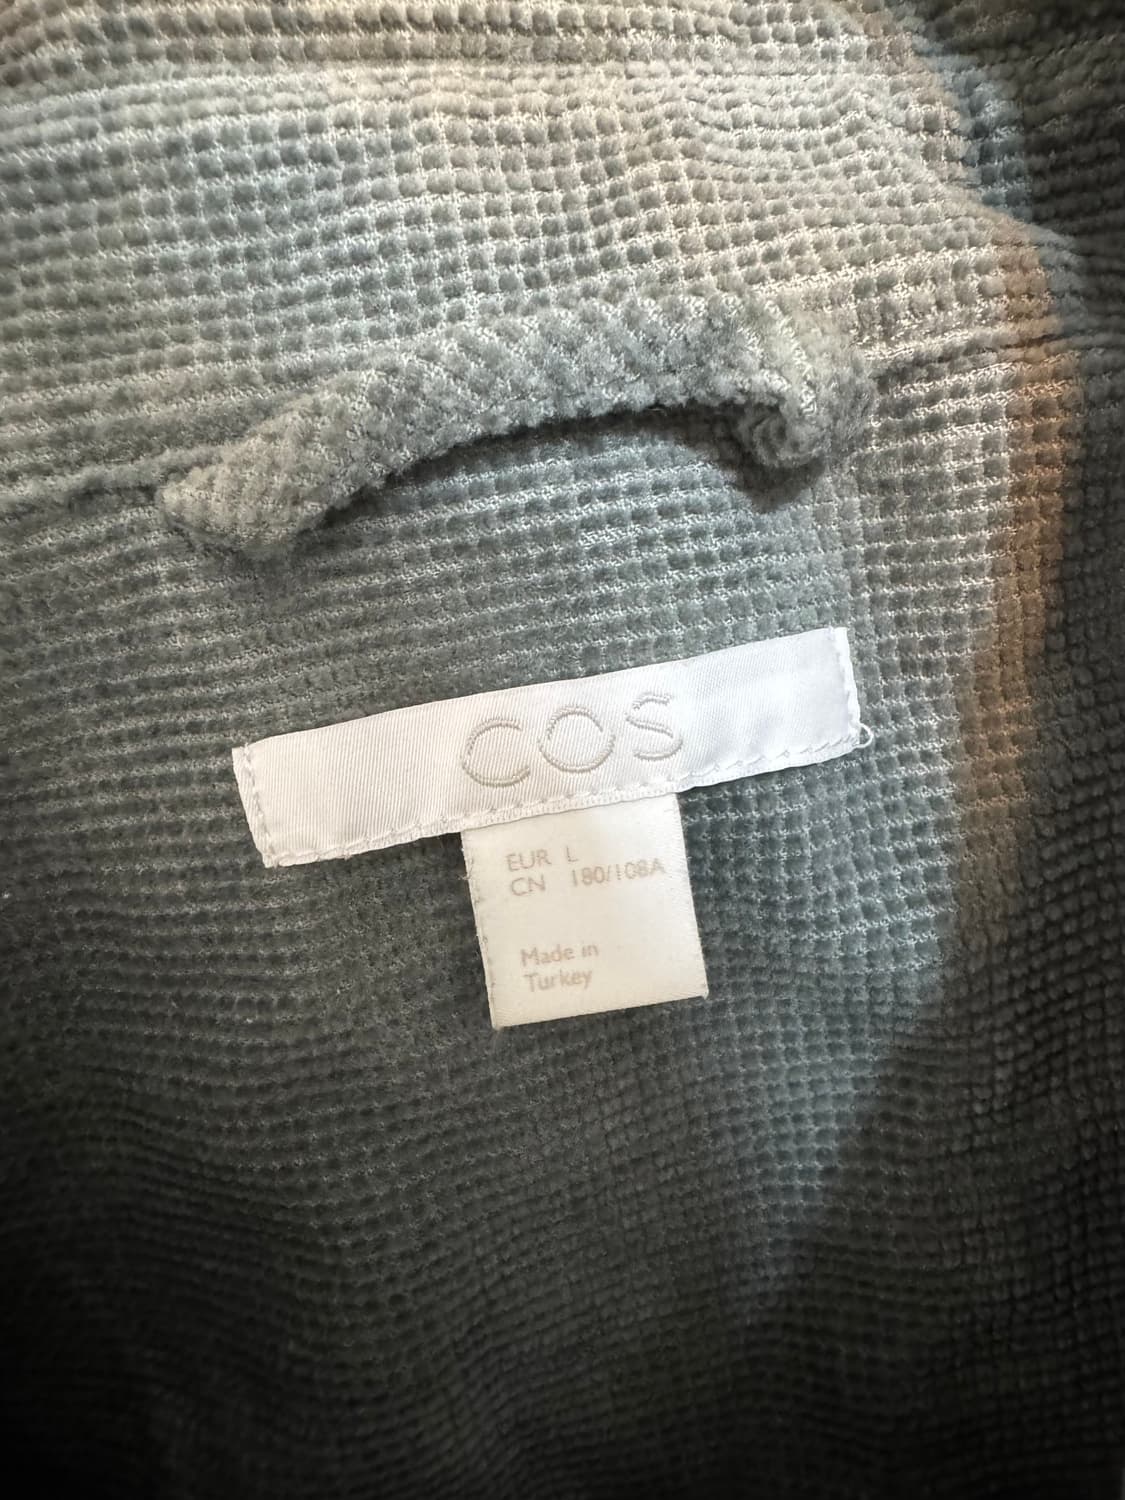 COS
EUR L
CN 180/108A
Made in
Turkey